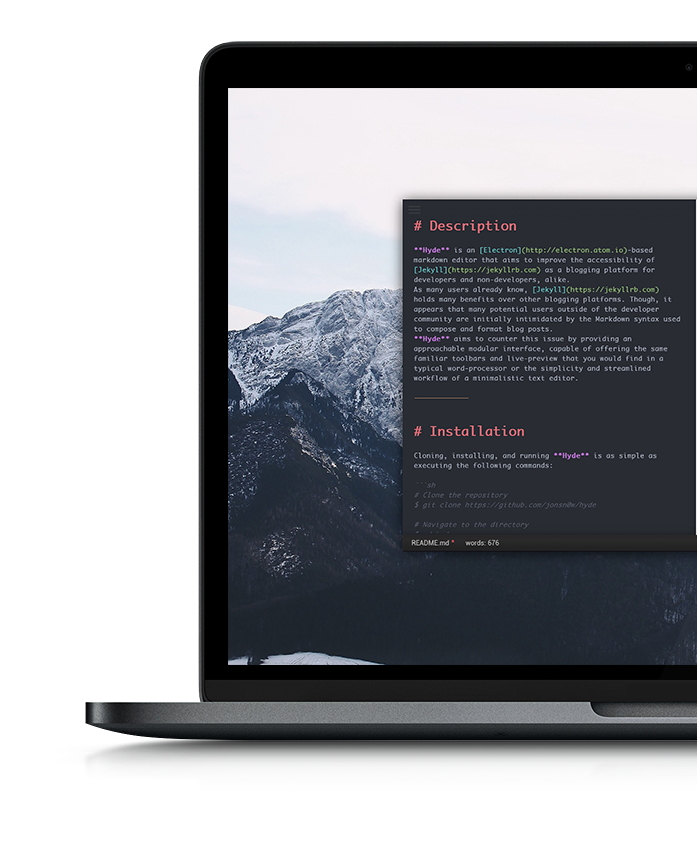 # Description
**Hyde** is an [Electron](http://electron.atom.io)-based
markdown editor that aims to improve the accessibility of
[Jekyll](https://jekyllrb.com) as a blogging platform for
developers and non-developers, alike.
As many users already know, [Jekyll](https://jekyllrb.com)
holds many benefits over other blogging platforms. Though, it
appears that many potential users outside of the developer
community are initially intimidated by the Markdown syntax used
to compose and format blog posts.
**Hyde** aims to counter this issue by providing an
approachable modular interface, capable of offering the same
familiar toolbars and live-preview that you would find in a
typical word-processor or the simplicity and streamlined
workflow of a minimalistic text editor.
# Installation
Cloning, installing, and running **Hyde** is as simple as
executing the following commands:
```sh
# Clone the repository
$ git clone https://github.com/jonsn0w/hyde
# Navigate to the directory
README.md * words: 676